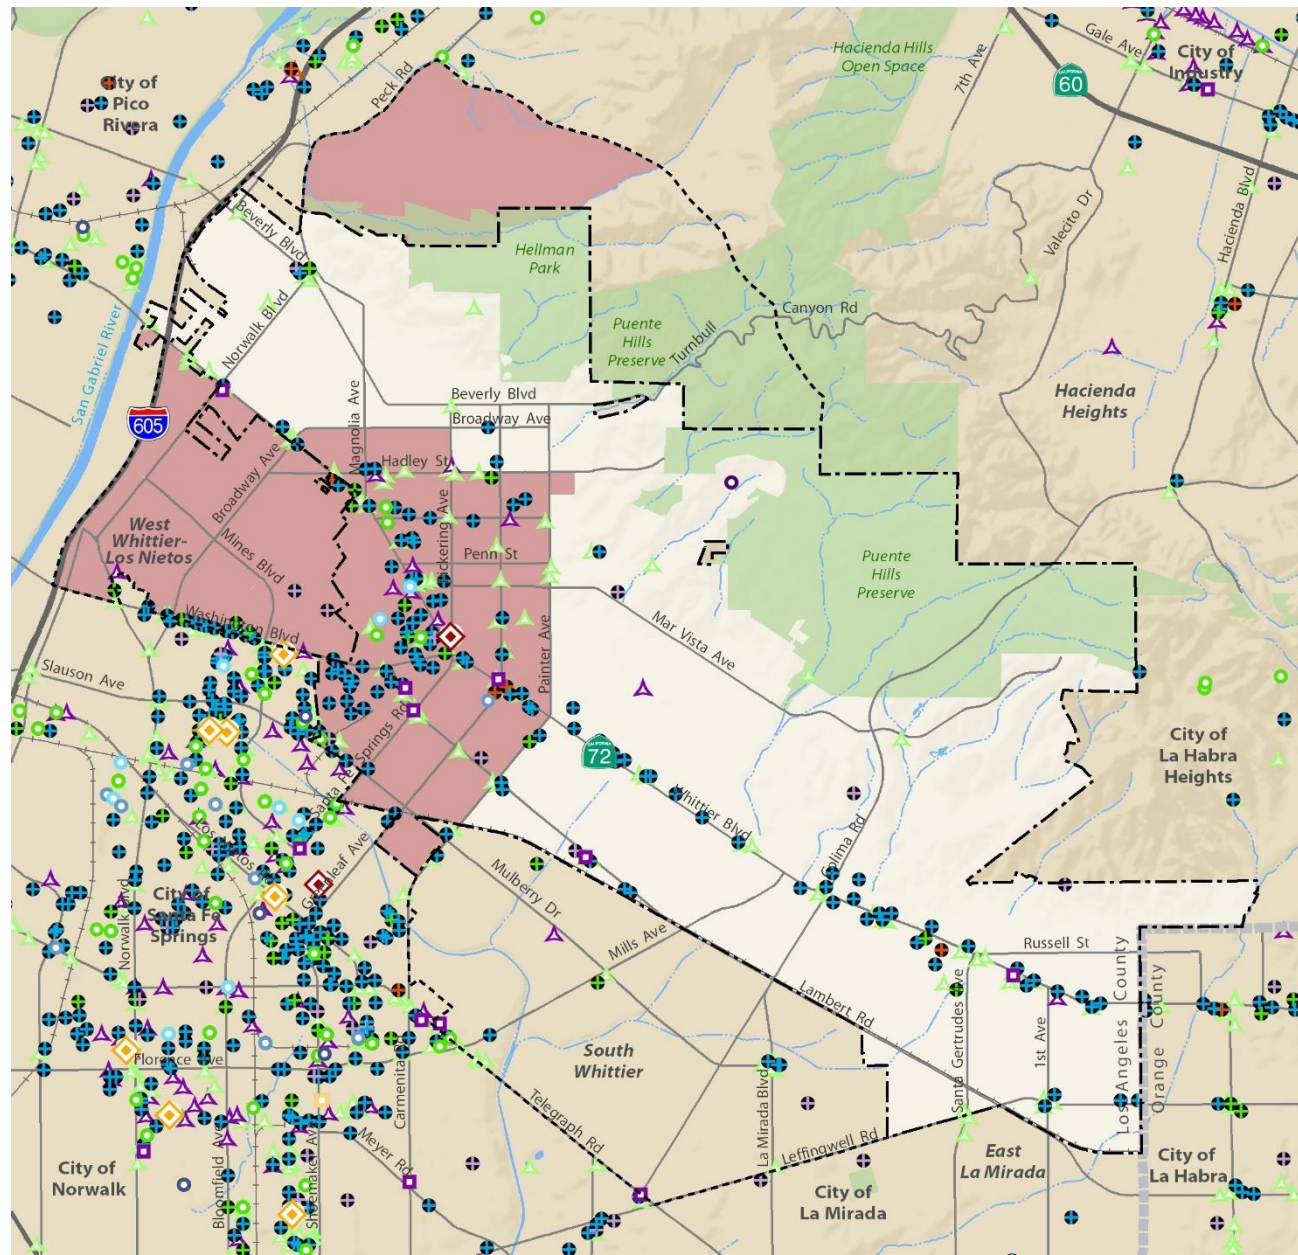 Hacienda Hills
Open Space
7th Ave
Gale Ave
City of
Industry
CALIFORNIA
60
City of
Pico
Rivera
Peck Rd
Hacienda Blvd
Valecito Dr
Beverly Blvd
Hellman
Park
Norwalk Blvd
San Gabriel River
Puente
Hills
Preserve
Turnbull
Canyon Rd
Hacienda
Heights
605
Magnolia Ave
Beverly Blvd
Broadway Ave
Hadley St
Broadway Ave
West
Whittier-
Los Nietos
Mines Blvd
Pickering Ave
Penn St
Puente
Hills
Preserve
Washington Blvd
Mar Vista Ave
Painter Ave
Slauson Ave
Santa Fe Springs Rd
CALIFORNIA
72
City of
La Habra
Heights
Whittier Blvd
Colima Rd
Los Nietos
Greenleaf Ave
Mulberry Dr
Mills Ave
City of
Santa Fe
Springs
Norwalk Blvd
Russell St
Los Angeles County
Orange County
Lambert Rd
Santa Gertrudes Ave
1st Ave
Florence Ave
Carmenita Rd
South
Whittier
La Mirada Blvd
Telegraph Rd
Leffingwell Rd
Meyer Rd
Bloomfield Ave
Shoemaker Ave
City of
Norwalk
East
La Mirada
City of
La Mirada
City of
La Habra